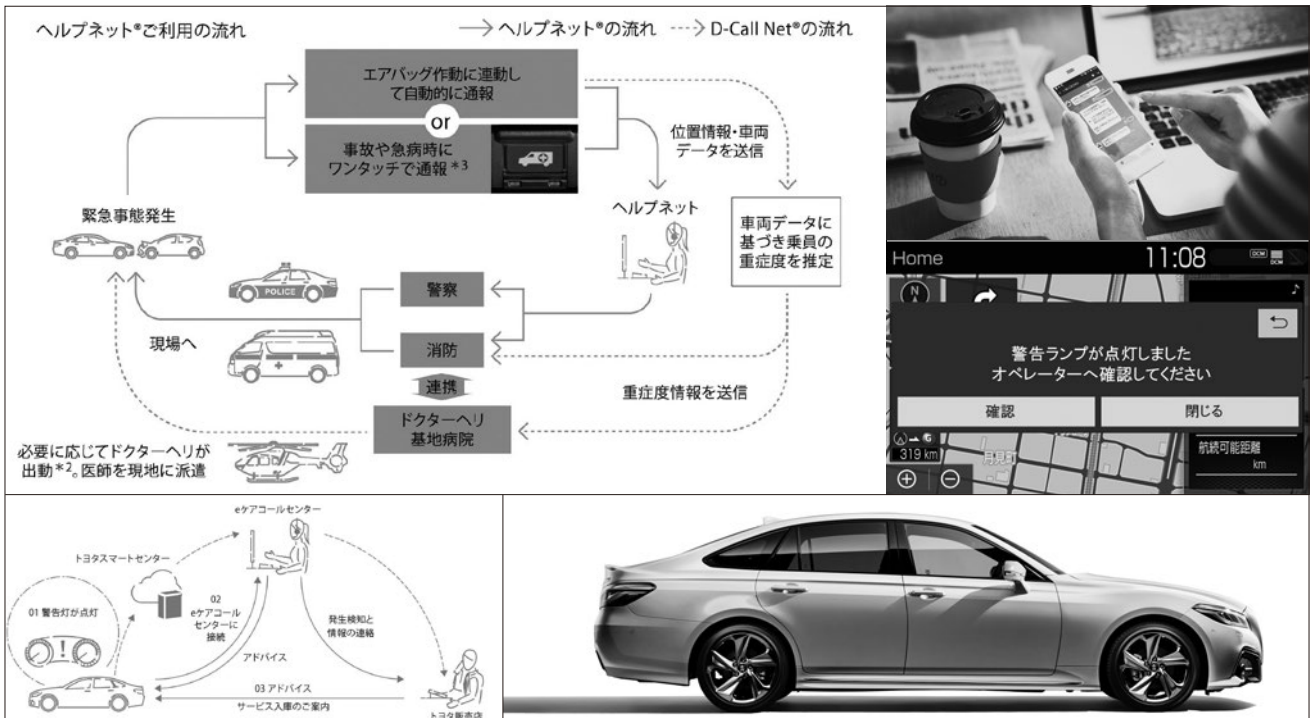 ヘルプネット®ご利用の流れ
ヘルプネット®の流れ
D-Call Net®の流れ
エアバッグ作動に連動し
て自動的に通報
or
事故や急病時に
ワンタッチで通報*3
位置情報・車両
データを送信
緊急事態発生
ヘルプネット
車両データに
基づき乗員の
重症度を推定
POLICE
警察
現場へ
消防
連携
重症度情報を送信
ドクターヘリ
基地病院
必要に応じてドクターヘリが
出動*2。医師を現地に派遣
Home
11:08
DCM
DCM
N
警告ランプが点灯しました
オペレーターへ確認してください
確認
閉じる
G
319 km
月見町
航続可能距離
km
eケアコールセンター
トヨタスマートセンター
01 警告灯が点灯
02
eケアコール
センターに
接続
発生検知と
情報の連絡
アドバイス
03 アドバイス
サービス入庫のご案内
トヨタ販売店